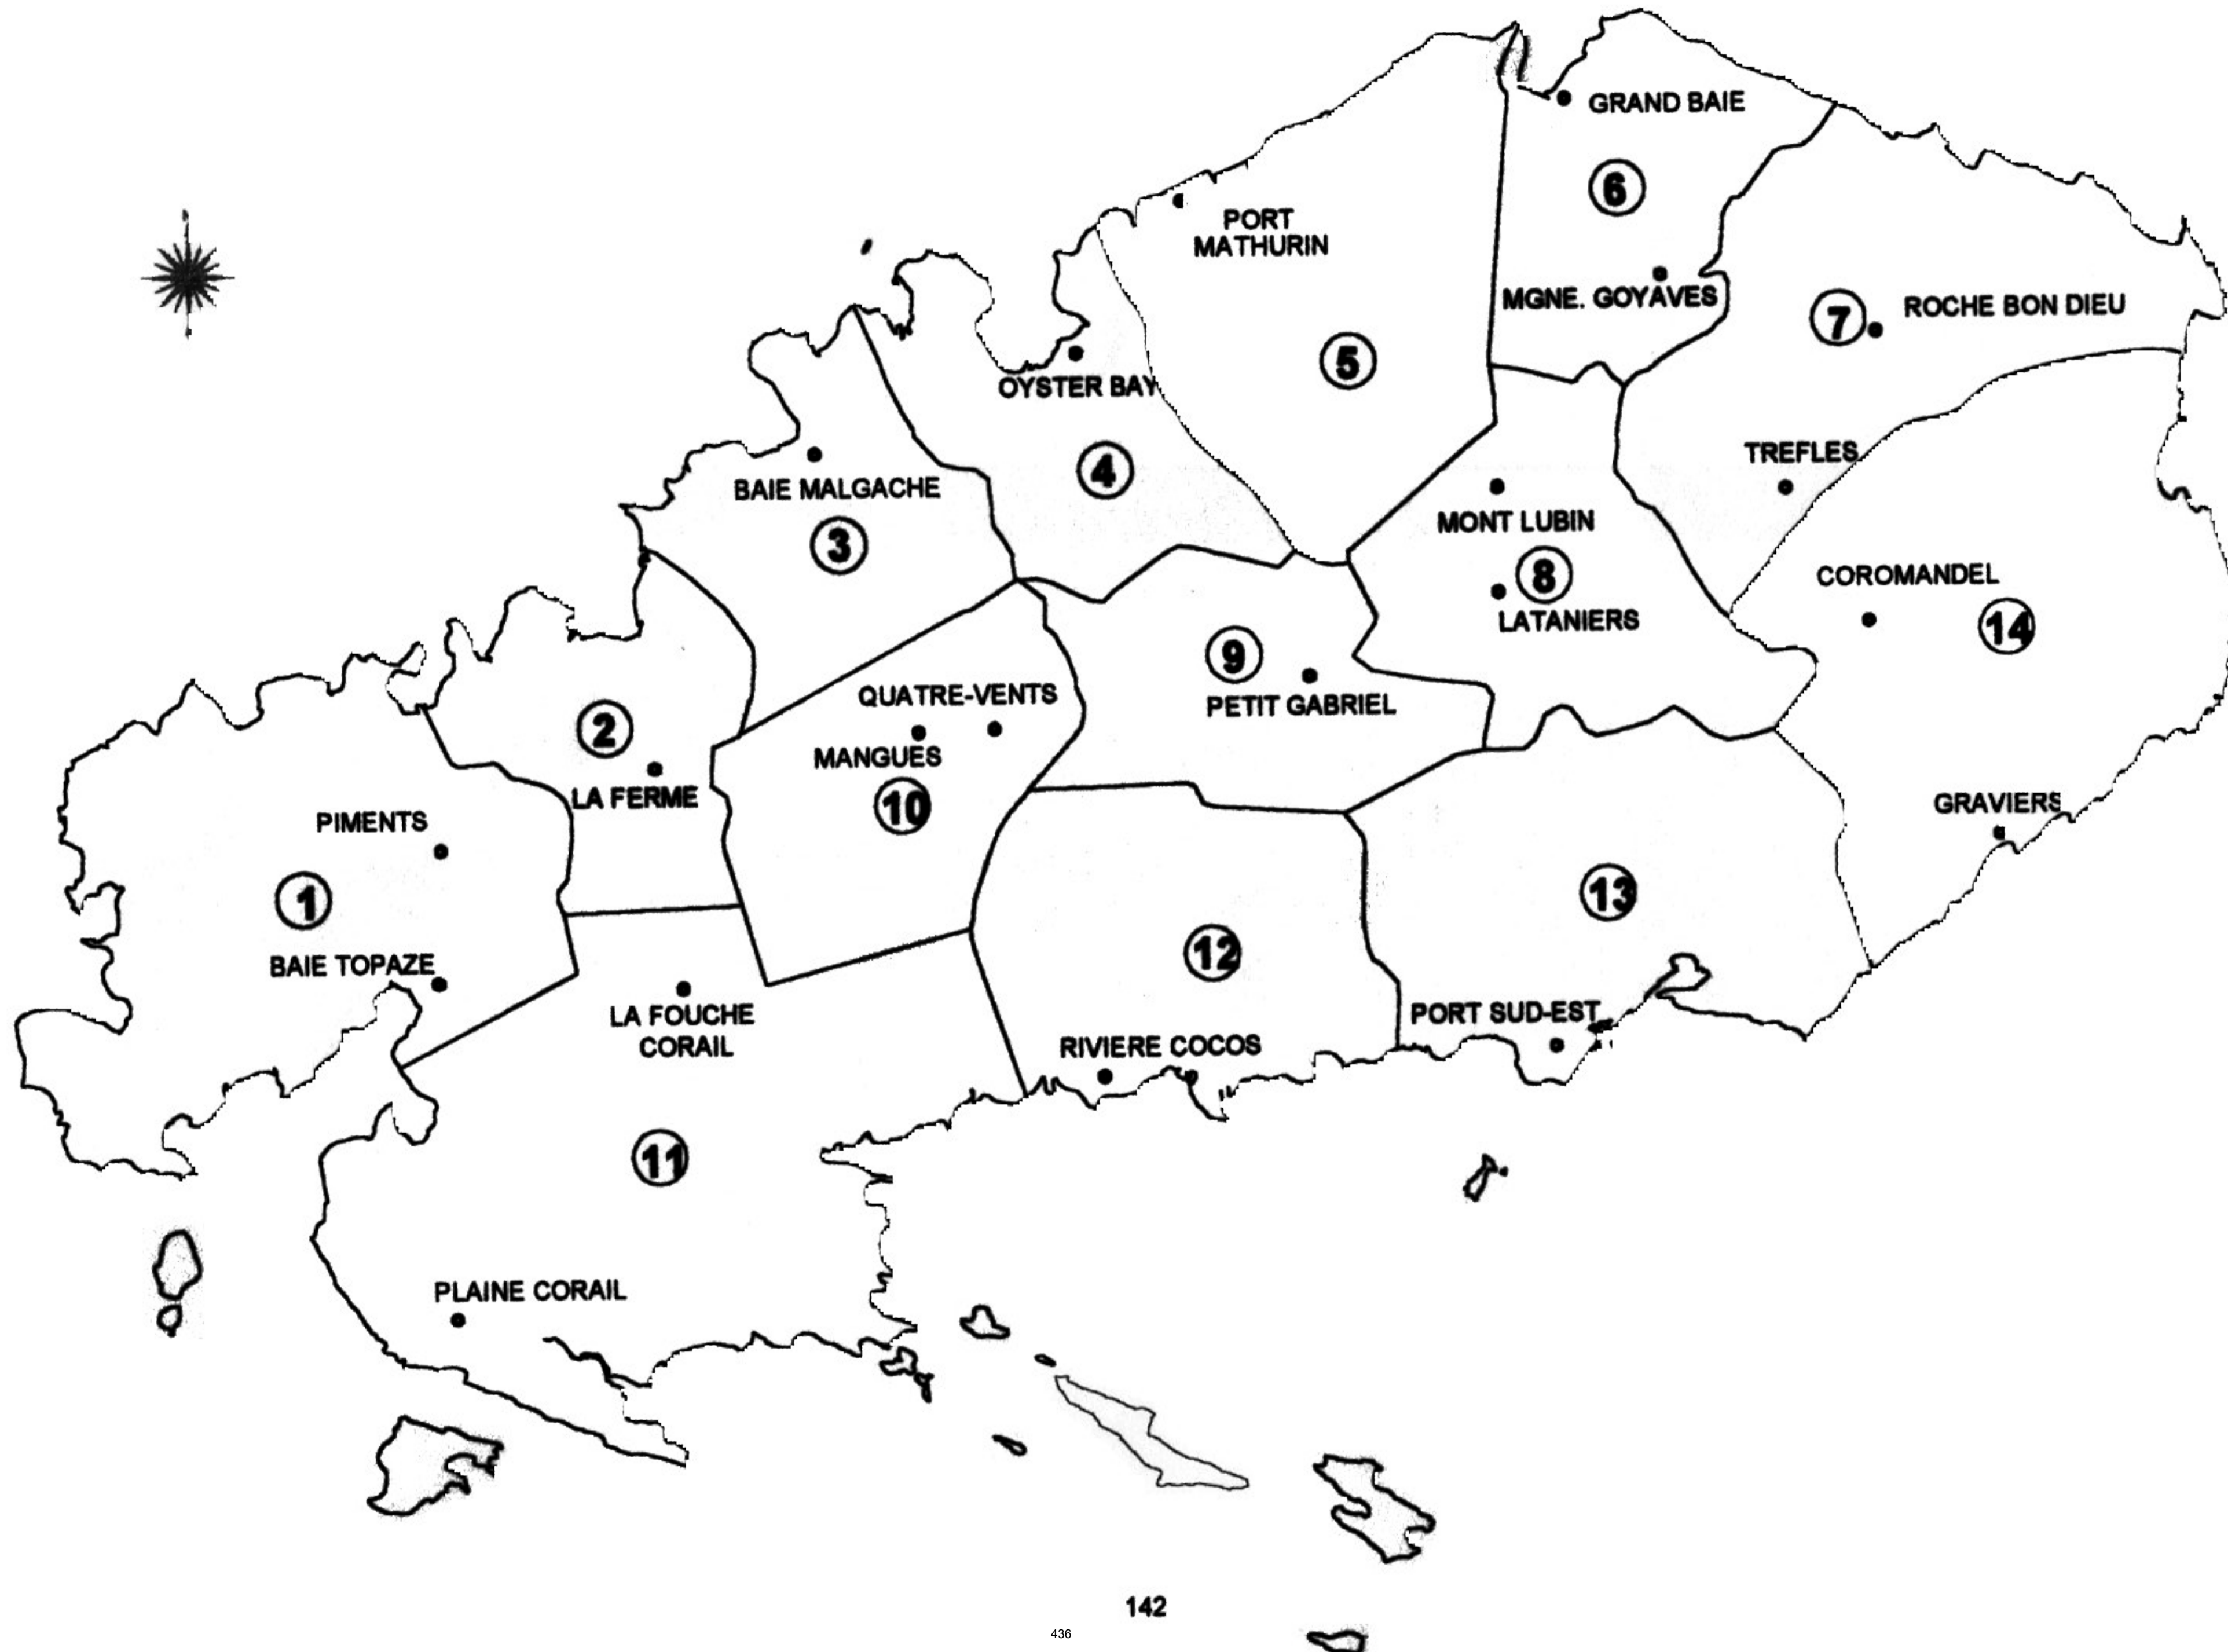 GRAND BAIE
6
PORT
MATHURIN
MGNE. GOYAVES
7
ROCHE BON DIEU
5
OYSTER BAY
4
TREFLES
BAIE MALGACHE
3
MONT LUBIN
8
LATANIERS
COROMANDEL
14
9
PETIT GABRIEL
QUATRE-VENTS
MANGUES
10
2
LA FERME
PIMENTS
GRAVIERS
1
13
12
BAIE TOPAZE
LA FOUCHE
CORAIL
PORT SUD-EST
RIVIERE COCOS
11
PLAINE CORAIL
142
436